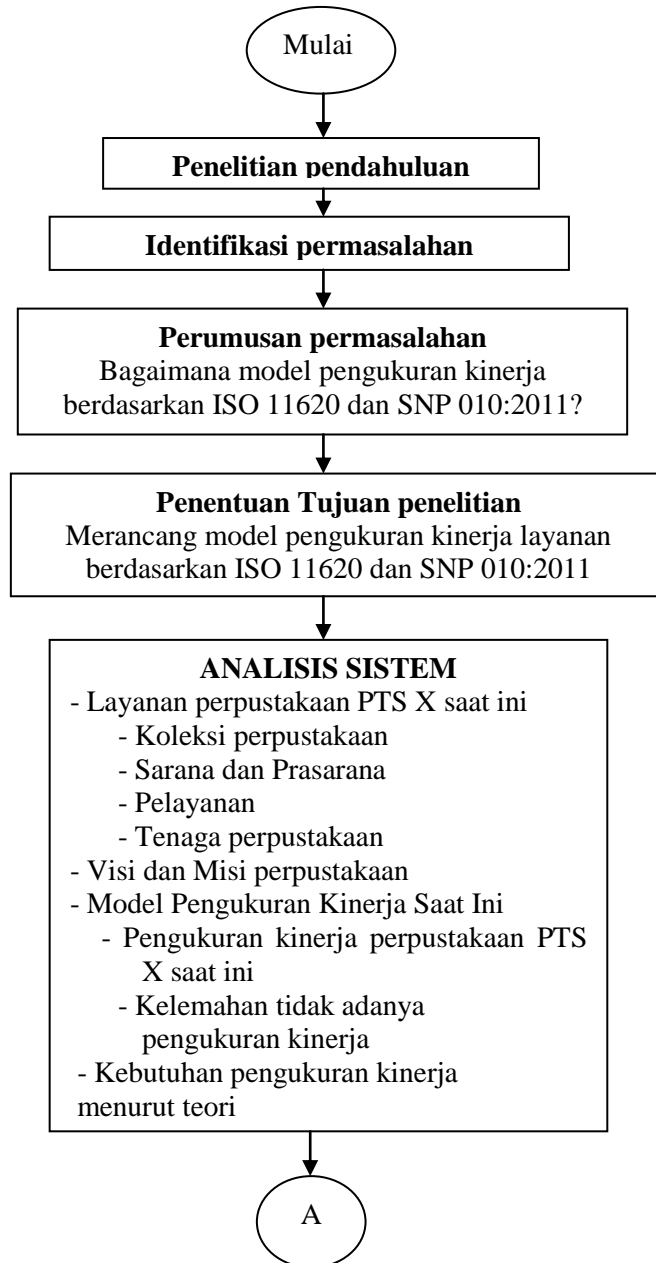 Mulai
Penelitian pendahuluan
Identifikasi permasalahan
Perumusan permasalahan
Bagaimana model pengukuran kinerja
berdasarkan ISO 11620 dan SNP 010:2011?
Penentuan Tujuan penelitian
Merancang model pengukuran kinerja layanan
berdasarkan ISO 11620 dan SNP 010:2011
ANALISIS SISTEM
- Layanan perpustakaan PTS X saat ini
- Koleksi perpustakaan
- Sarana dan Prasarana
- Pelayanan
- Tenaga perpustakaan
- Visi dan Misi perpustakaan
- Model Pengukuran Kinerja Saat Ini
- Pengukuran kinerja perpustakaan PTS
X saat ini
- Kelemahan tidak adanya
pengukuran kinerja
- Kebutuhan pengukuran kinerja
menurut teori
A